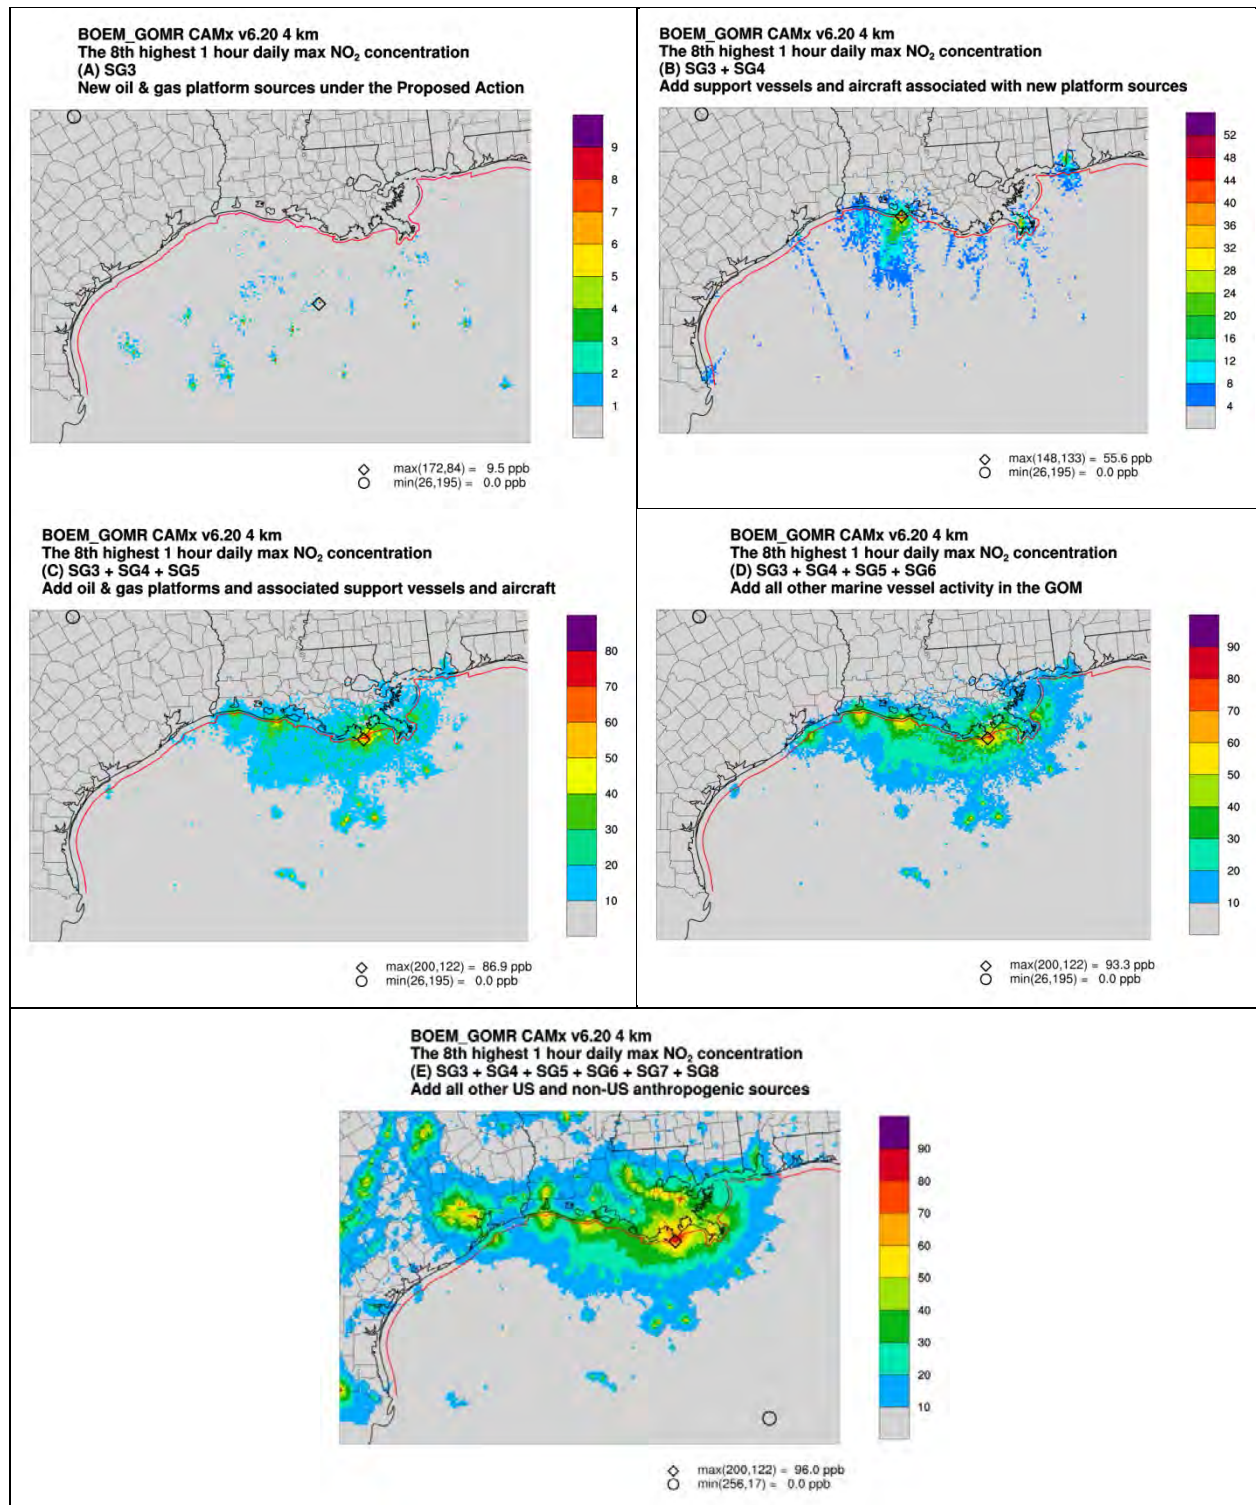 BOEM_GOMR CAMx v6.20 4 km
The 8th highest 1 hour daily max NO₂ concentration
(A) SG3
New oil & gas platform sources under the Proposed Action
9
8
7
6
5
4
3
2
1
max(172,84) = 9.5 ppb
min(26,195) = 0.0 ppb
BOEM_GOMR CAMx v6.20 4 km
The 8th highest 1 hour daily max NO₂ concentration
(B) SG3 + SG4
Add support vessels and aircraft associated with new platform sources
52
48
44
40
36
32
28
24
20
16
12
8
4
max(148,133) = 55.6 ppb
min(26,195) = 0.0 ppb
BOEM_GOMR CAMx v6.20 4 km
The 8th highest 1 hour daily max NO₂ concentration
(C) SG3 + SG4 + SG5
Add oil & gas platforms and associated support vessels and aircraft
80
70
60
50
40
30
20
10
max(200,122) = 86.9 ppb
min(26,195) = 0.0 ppb
BOEM_GOMR CAMx v6.20 4 km
The 8th highest 1 hour daily max NO₂ concentration
(D) SG3 + SG4 + SG5 + SG6
Add all other marine vessel activity in the GOM
90
80
70
60
50
40
30
20
10
max(200,122) = 93.3 ppb
min(26,195) = 0.0 ppb
BOEM_GOMR CAMx v6.20 4 km
The 8th highest 1 hour daily max NO₂ concentration
(E) SG3 + SG4 + SG5 + SG6 + SG7 + SG8
Add all other US and non-US anthropogenic sources
90
80
70
60
50
40
30
20
10
max(200,122) = 96.0 ppb
min(256,17) = 0.0 ppb